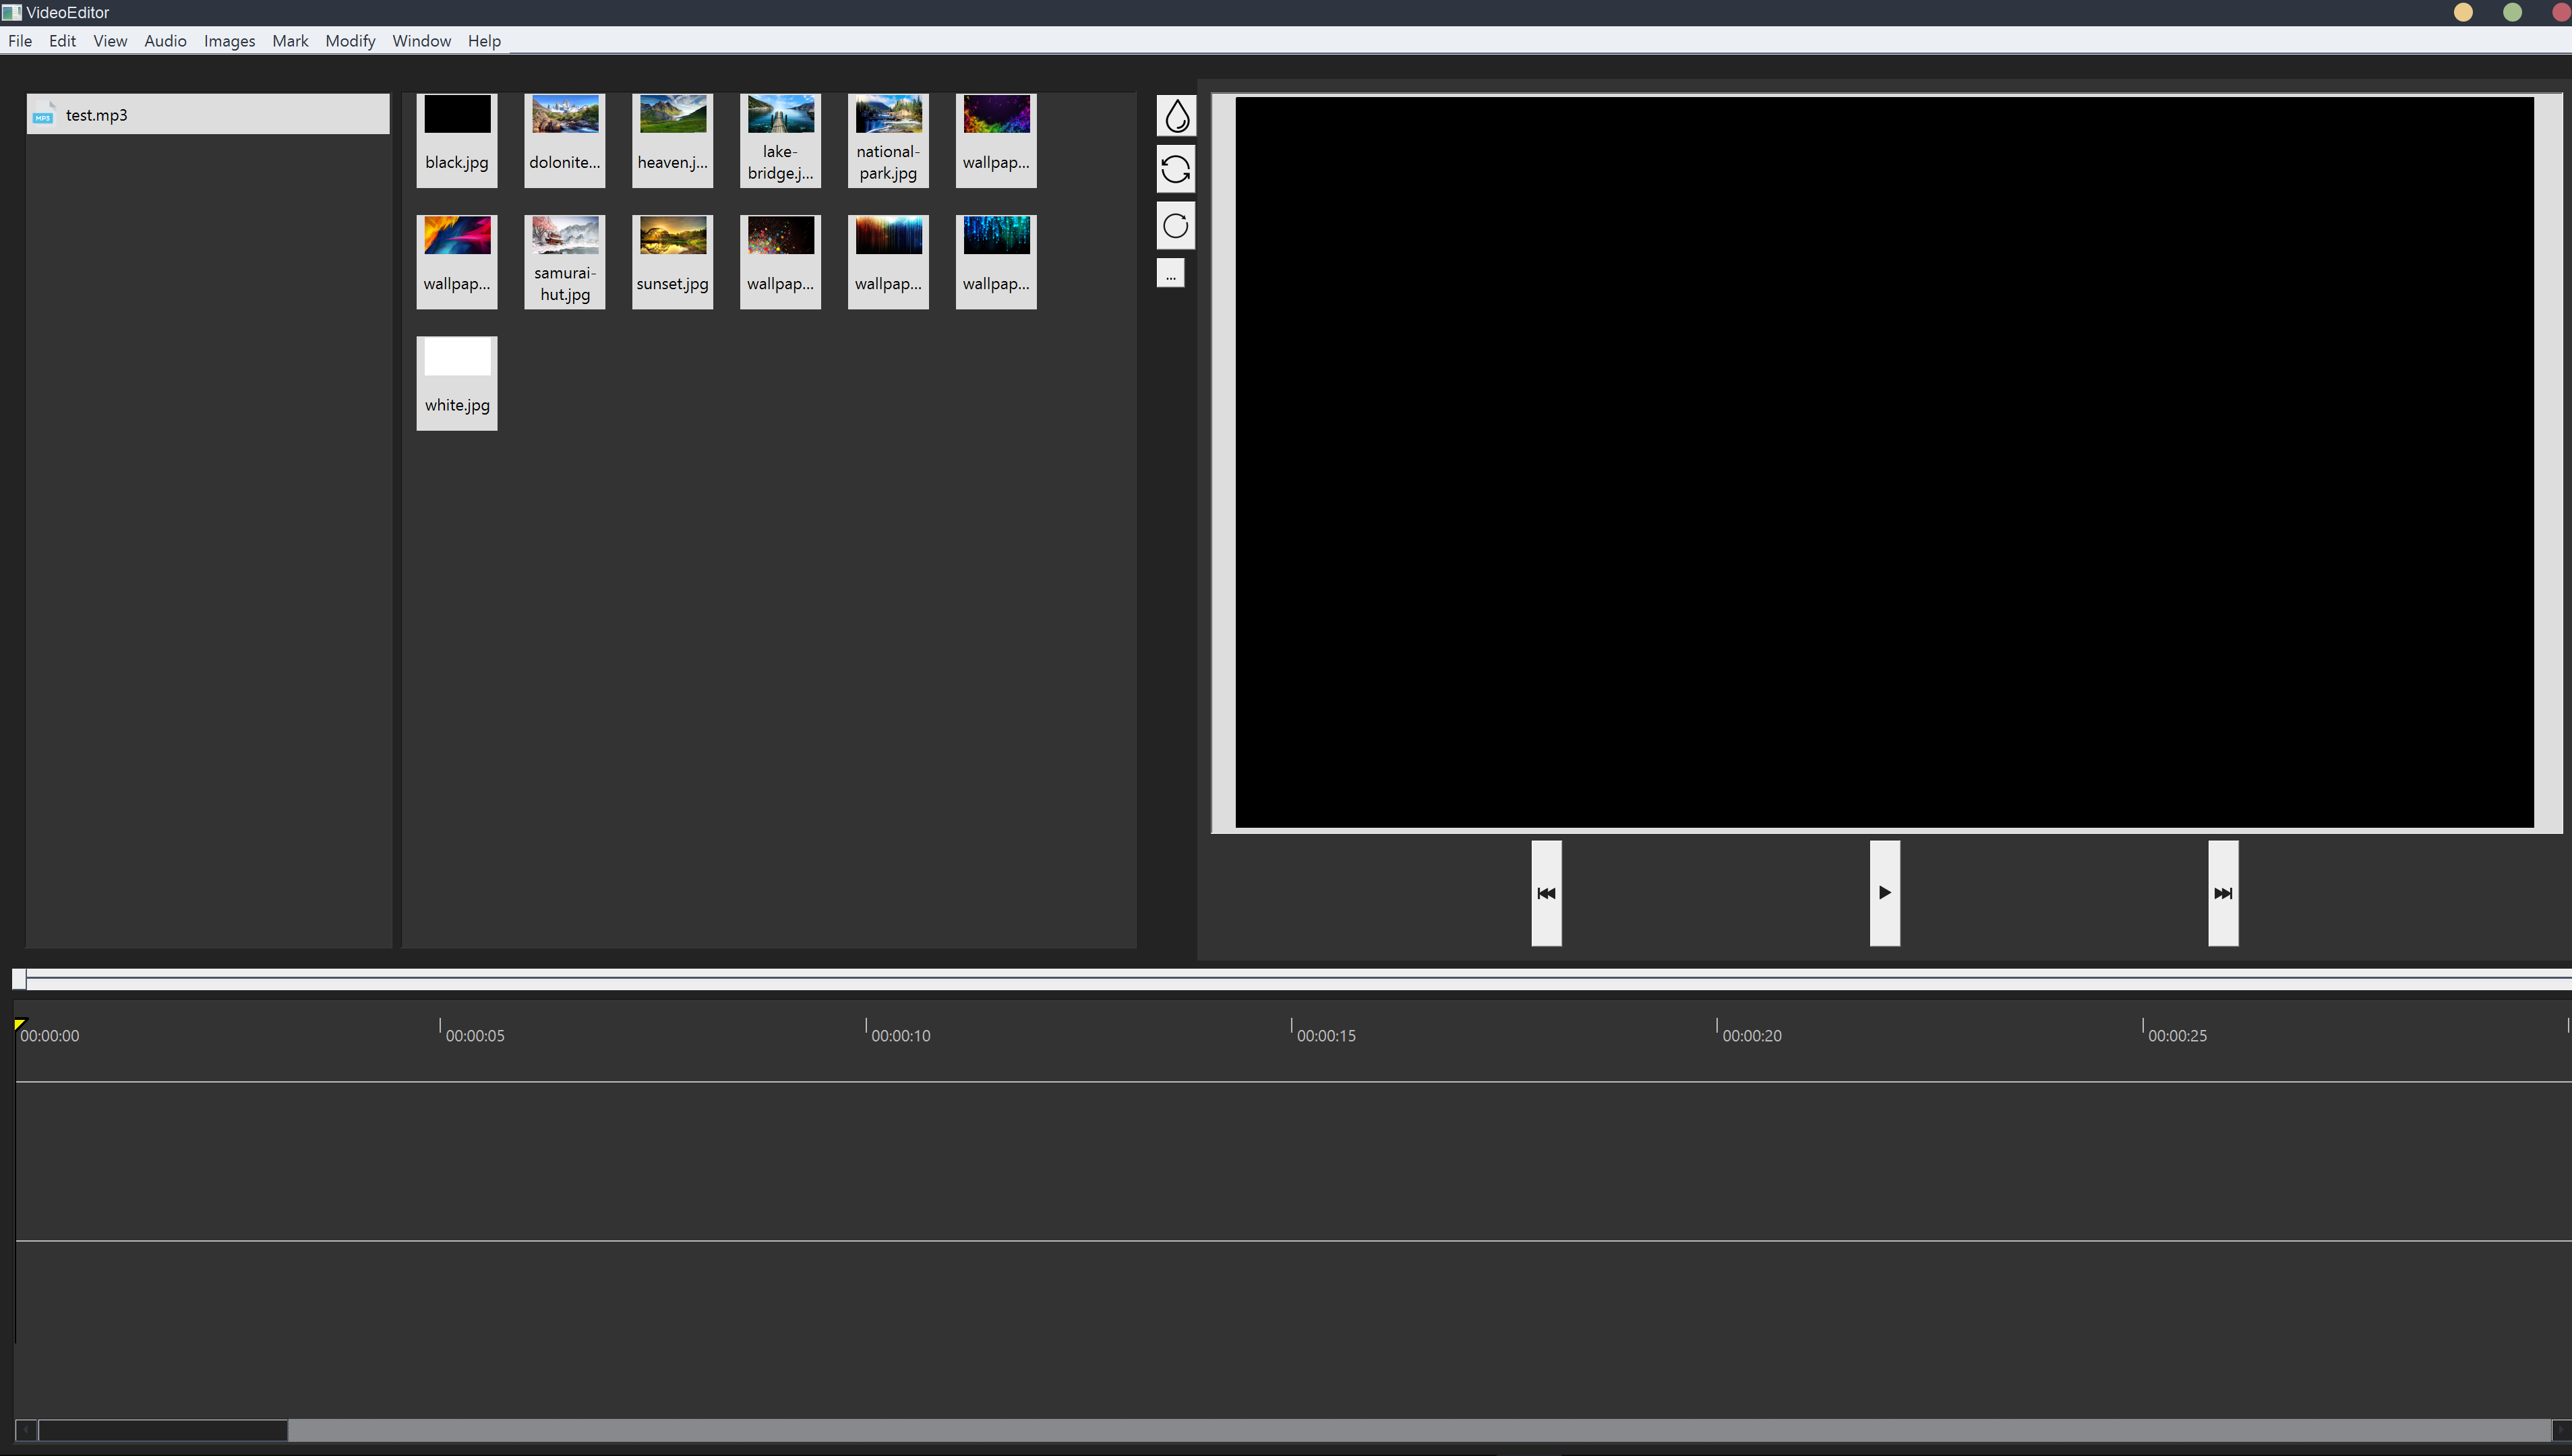 VideoEditor
File Edit View Audio Images Mark Modify Window Help
MP3 test.mp3
black.jpg
dolonite...
heaven.j...
lake-
bridge.j...
national-
park.jpg
wallpap...
wallpap...
samurai-
hut.jpg
sunset.jpg
wallpap...
wallpap...
wallpap...
white.jpg
...
00:00:00 00:00:05 00:00:10 00:00:15 00:00:20 00:00:25